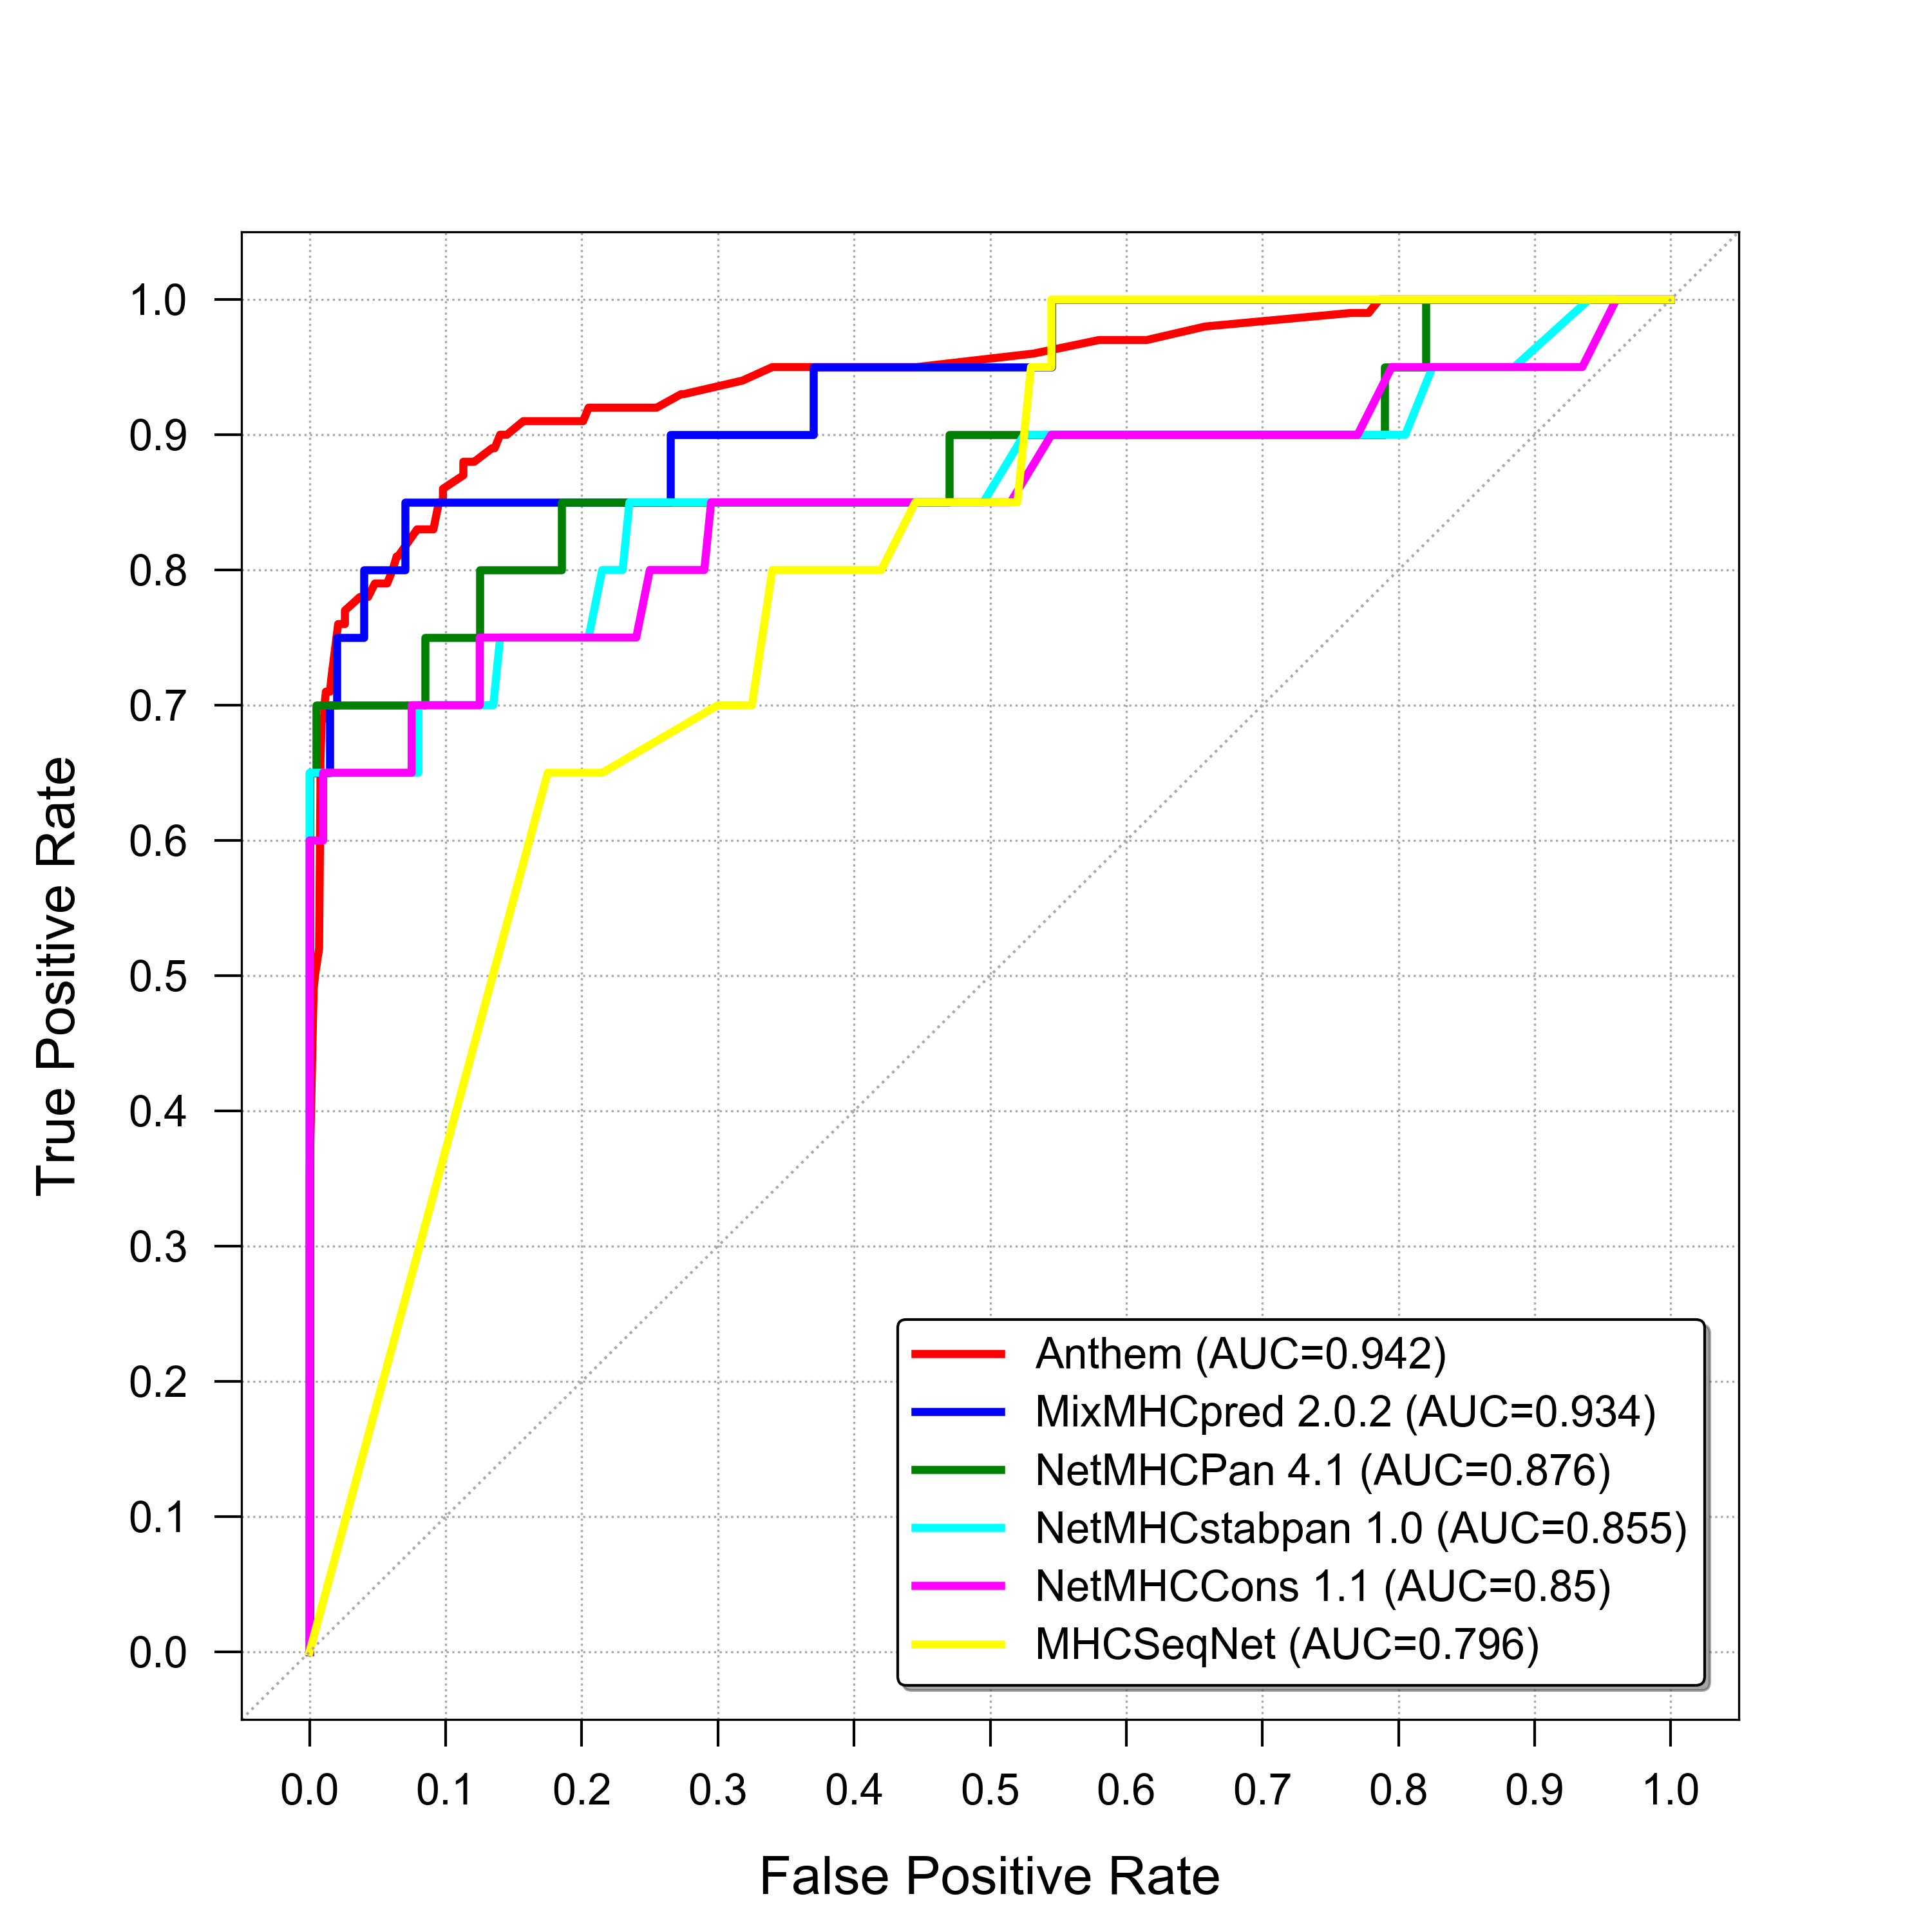 1.0
0.9
0.8
0.7
0.6
0.5
0.4
0.3
0.2
0.1
0.0
True Positive Rate
Anthem (AUC=0.942)
MixMHCpred 2.0.2 (AUC=0.934)
NetMHCPan 4.1 (AUC=0.876)
NetMHCstabpan 1.0 (AUC=0.855)
NetMHCCons 1.1 (AUC=0.85)
MHCSeqNet (AUC=0.796)
0.0 0.1 0.2 0.3 0.4 0.5 0.6 0.7 0.8 0.9 1.0
False Positive Rate